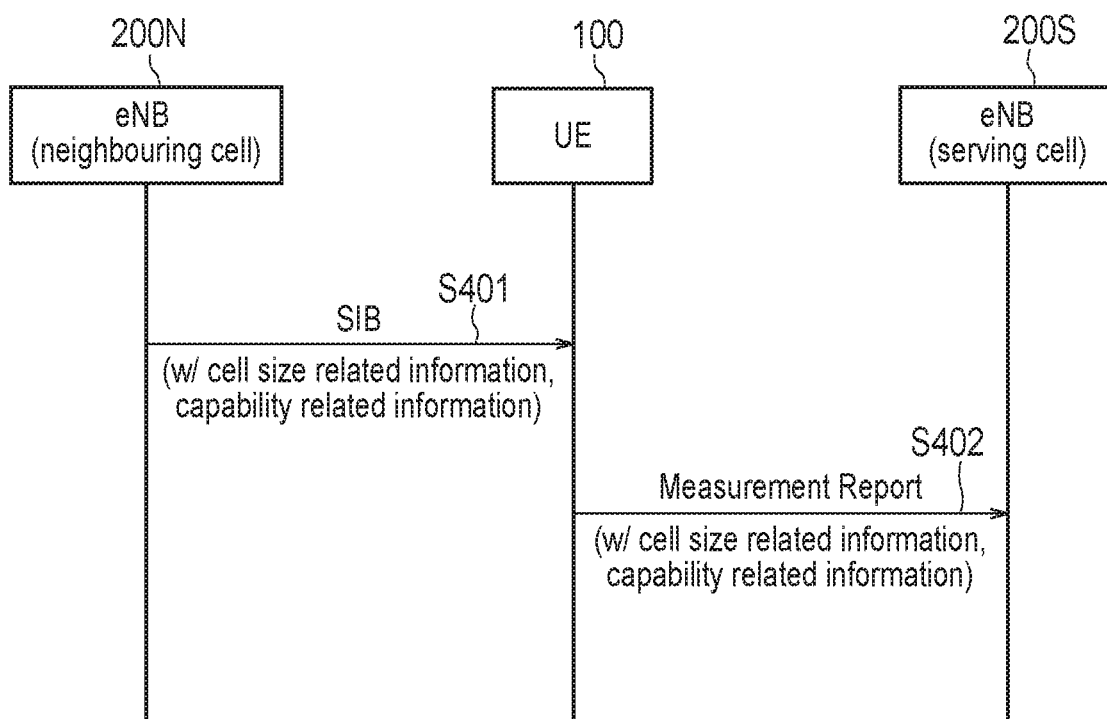 200N
100
200S
eNB
(neighbouring cell)
UE
eNB
(serving cell)
S401
SIB
(w/ cell size related information,
capability related information)
S402
Measurement Report
(w/ cell size related information,
capability related information)